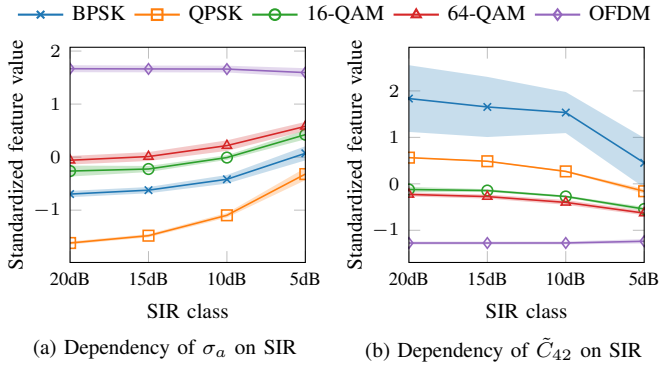 BPSK QPSK 16-QAM 64-QAM OFDM
Standardized feature value
2
1
0
−1
20dB 15dB 10dB 5dB
SIR class
(a) Dependency of σₐ on SIR
Standardized feature value
2
1
0
−1
20dB 15dB 10dB 5dB
SIR class
(b) Dependency of C̃₄₂ on SIR